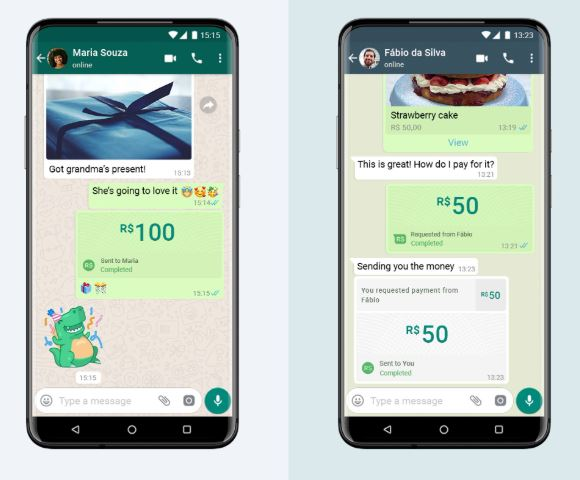 15:15
Maria Souza
online
Got grandma's present!
15:13
She's going to love it
15:14
R$100
RS
Sent to Maria
Completed
15:15
15:15
Type a message
13:23
Fábio da Silva
online
Strawberry cake
R$ 50,00
13:19
View
This is great! How do I pay for it?
13:21
R$50
RS
Requested from Fábio
Completed
13:21
Sending you the money
13:23
You requested payment from
Fábio
R$50
R$50
RS
Sent to You
Completed
13:23
Type a message